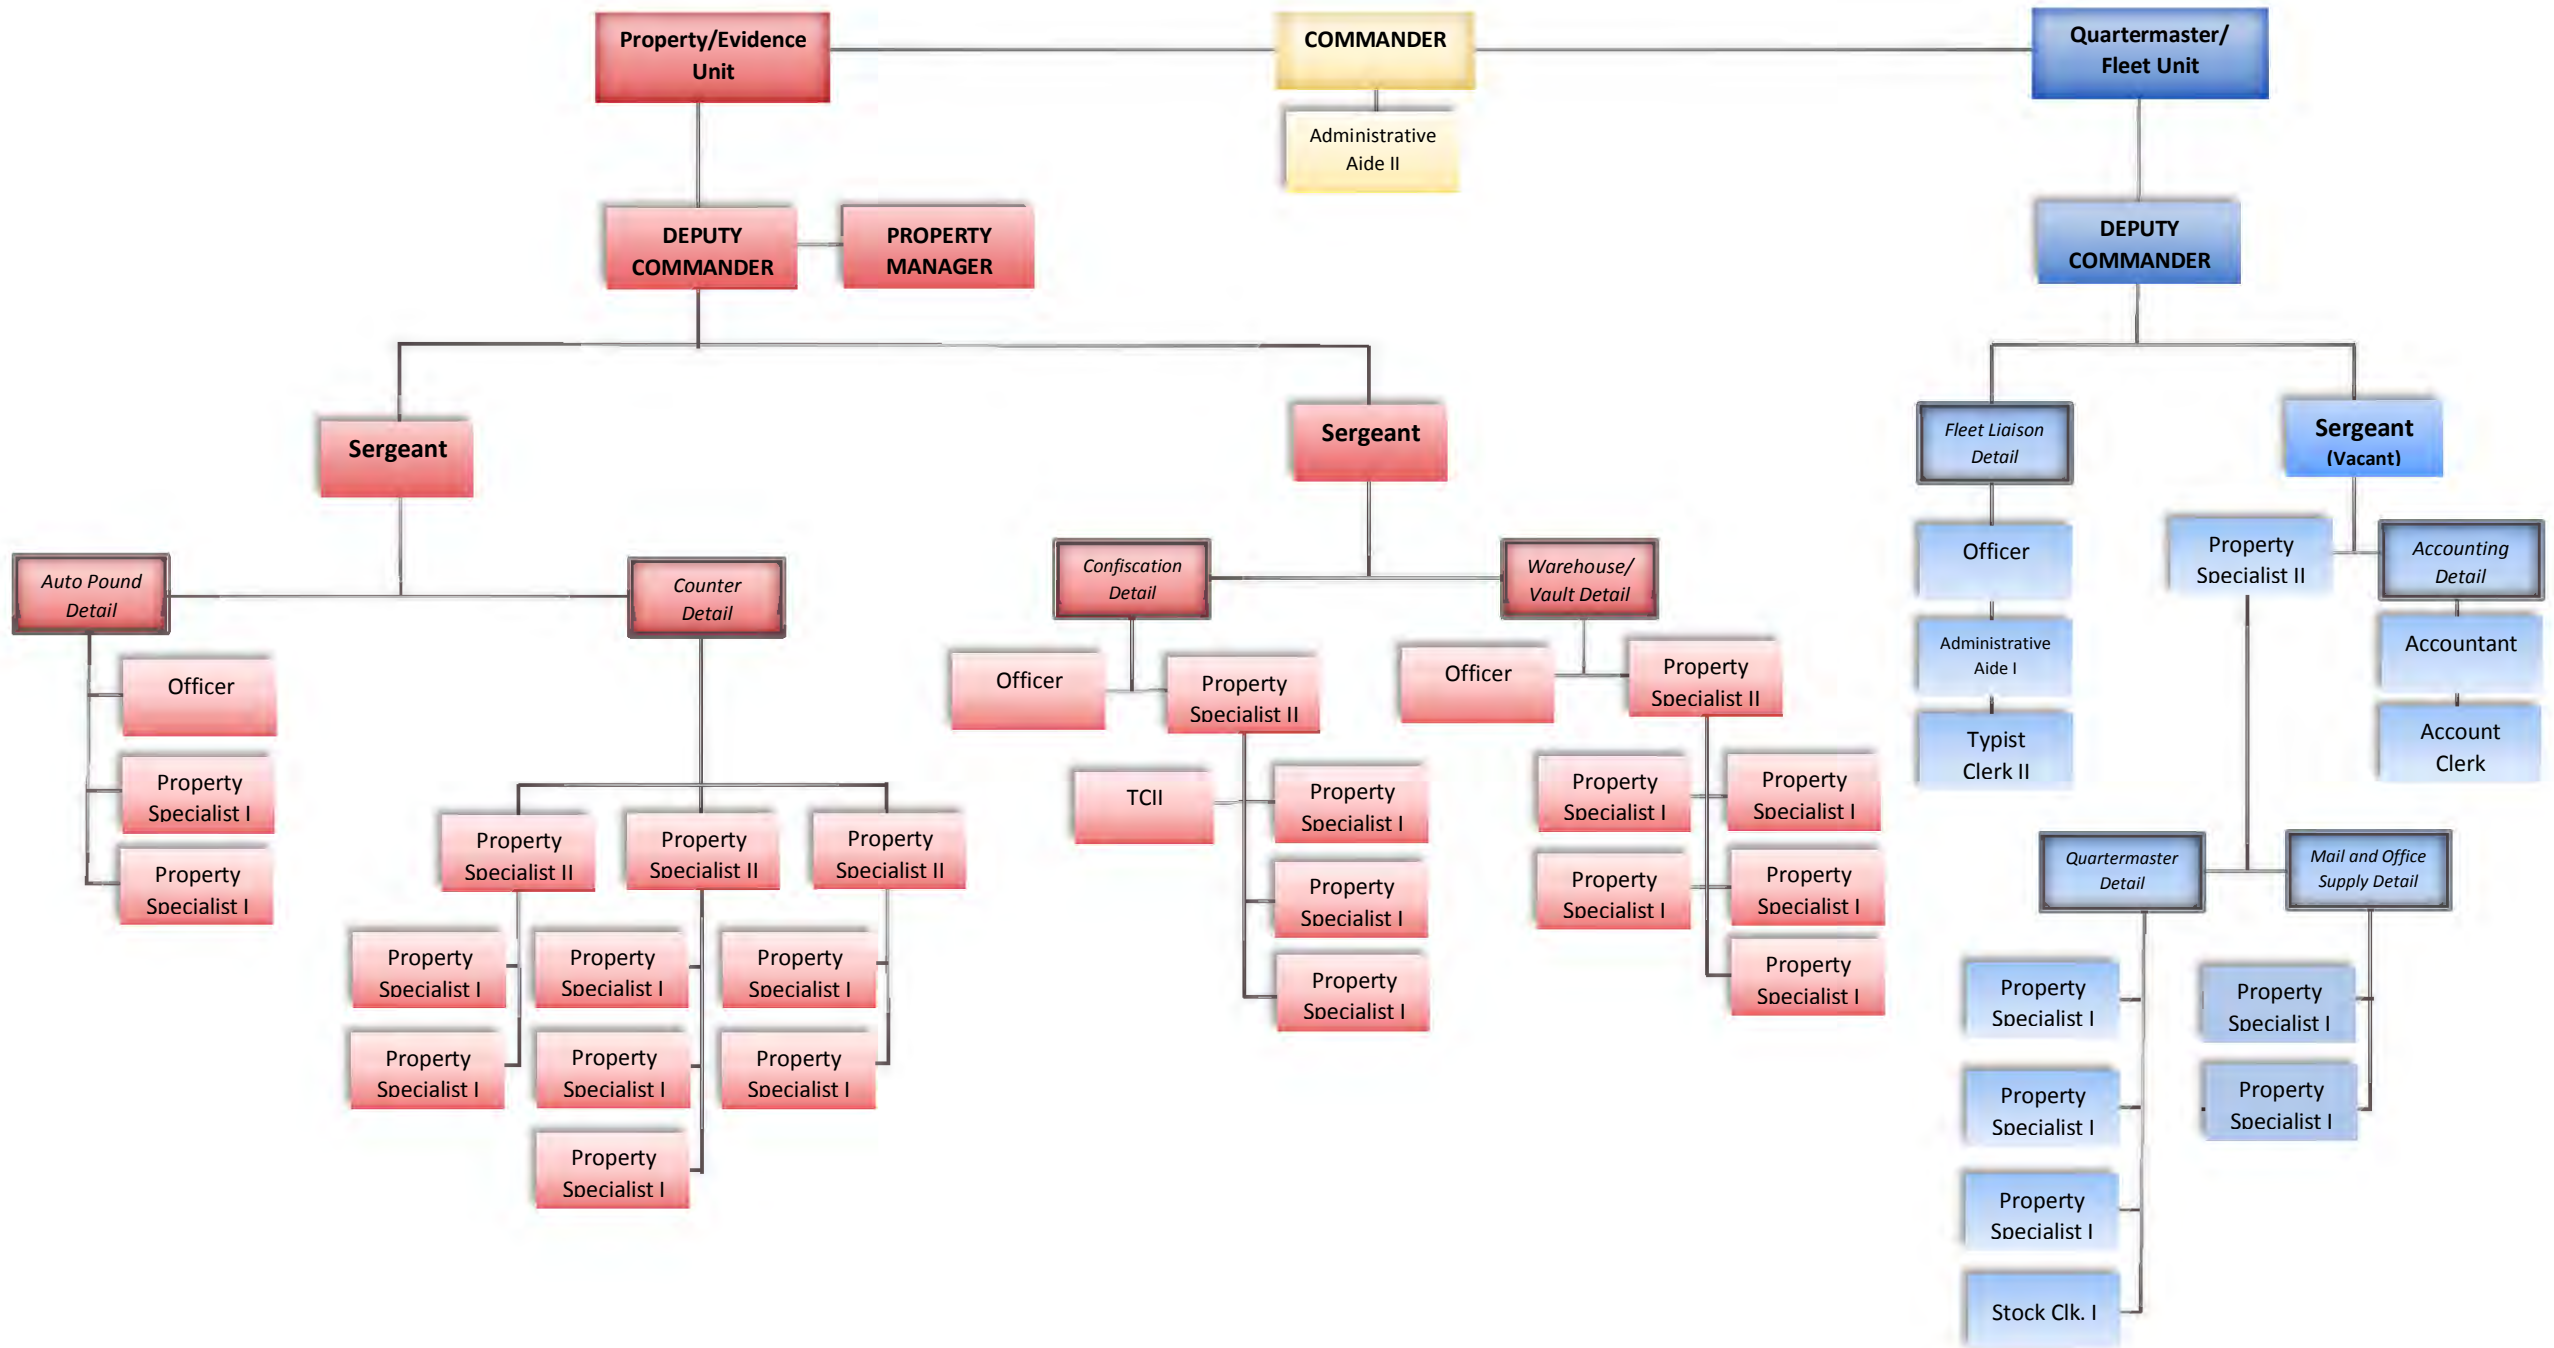 Property/Evidence
Unit
COMMANDER
Quartermaster/
Fleet Unit
Administrative
Aide II
DEPUTY
COMMANDER
PROPERTY
MANAGER
DEPUTY
COMMANDER
Sergeant
Sergeant
Fleet Liaison
Detail
Sergeant
(Vacant)
Auto Pound
Detail
Counter
Detail
Confiscation
Detail
Warehouse/
Vault Detail
Officer
Property
Specialist II
Accounting
Detail
Officer
Property
Specialist I
Property
Specialist I
Officer
Property
Specialist II
Officer
Property
Specialist II
Administrative
Aide I
Accountant
Typist
Clerk II
Account
Clerk
Property
Specialist II
Property
Specialist II
Property
Specialist II
TCII
Property
Specialist I
Property
Specialist I
Property
Specialist I
Property
Specialist I
Property
Specialist I
Property
Specialist I
Property
Specialist I
Property
Specialist I
Quartermaster
Detail
Mail and Office
Supply Detail
Property
Specialist I
Property
Specialist I
Property
Specialist I
Property
Specialist I
Property
Specialist I
Property
Specialist I
Property
Specialist I
Property
Specialist I
Property
Specialist I
Property
Specialist I
Property
Specialist I
Property
Specialist I
Stock Clk. I